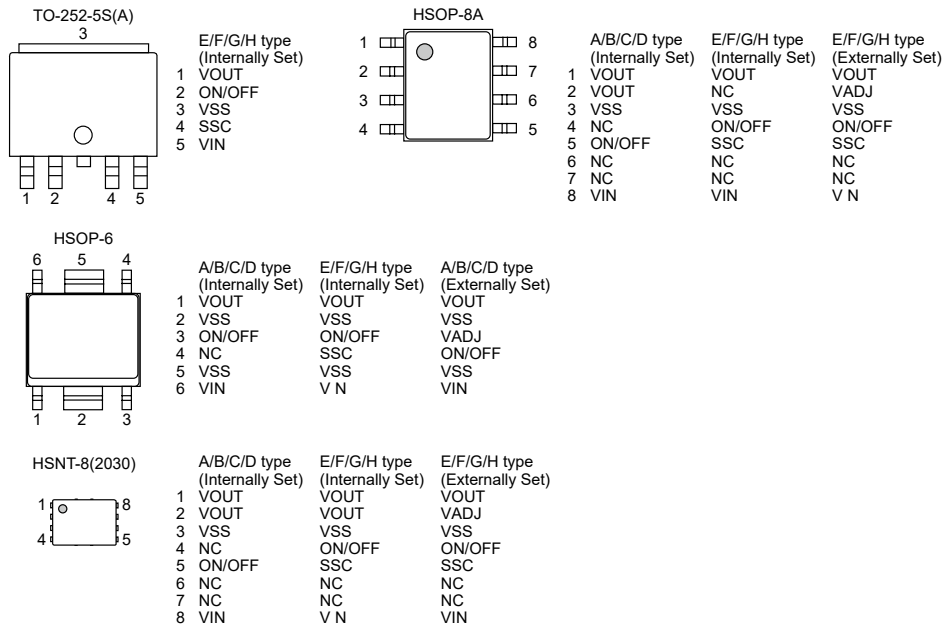 TO-252-5S(A)
3
1 2 4 5
E/F/G/H type
(Internally Set)
1 VOUT
2 ON/OFF
3 VSS
4 SSC
5 VIN
HSOP-8A
1 8
2 7
3 6
4 5
A/B/C/D type E/F/G/H type E/F/G/H type
(Internally Set) (Internally Set) (Externally Set)
1 VOUT VOUT VOUT
2 VOUT NC VADJ
3 VSS VSS VSS
4 NC ON/OFF ON/OFF
5 ON/OFF SSC SSC
6 NC NC NC
7 NC NC NC
8 VIN VIN V N
HSOP-6
6 5 4
1 2 3
A/B/C/D type E/F/G/H type A/B/C/D type
(Internally Set) (Internally Set) (Externally Set)
1 VOUT VOUT VOUT
2 VSS VSS VSS
3 ON/OFF ON/OFF VADJ
4 NC SSC ON/OFF
5 VSS VSS VSS
6 VIN V N VIN
HSNT-8(2030)
1 8
4 5
A/B/C/D type E/F/G/H type E/F/G/H type
(Internally Set) (Internally Set) (Externally Set)
1 VOUT VOUT VOUT
2 VOUT VOUT VADJ
3 VSS VSS VSS
4 NC ON/OFF ON/OFF
5 ON/OFF SSC SSC
6 NC NC NC
7 NC NC NC
8 VIN V N VIN